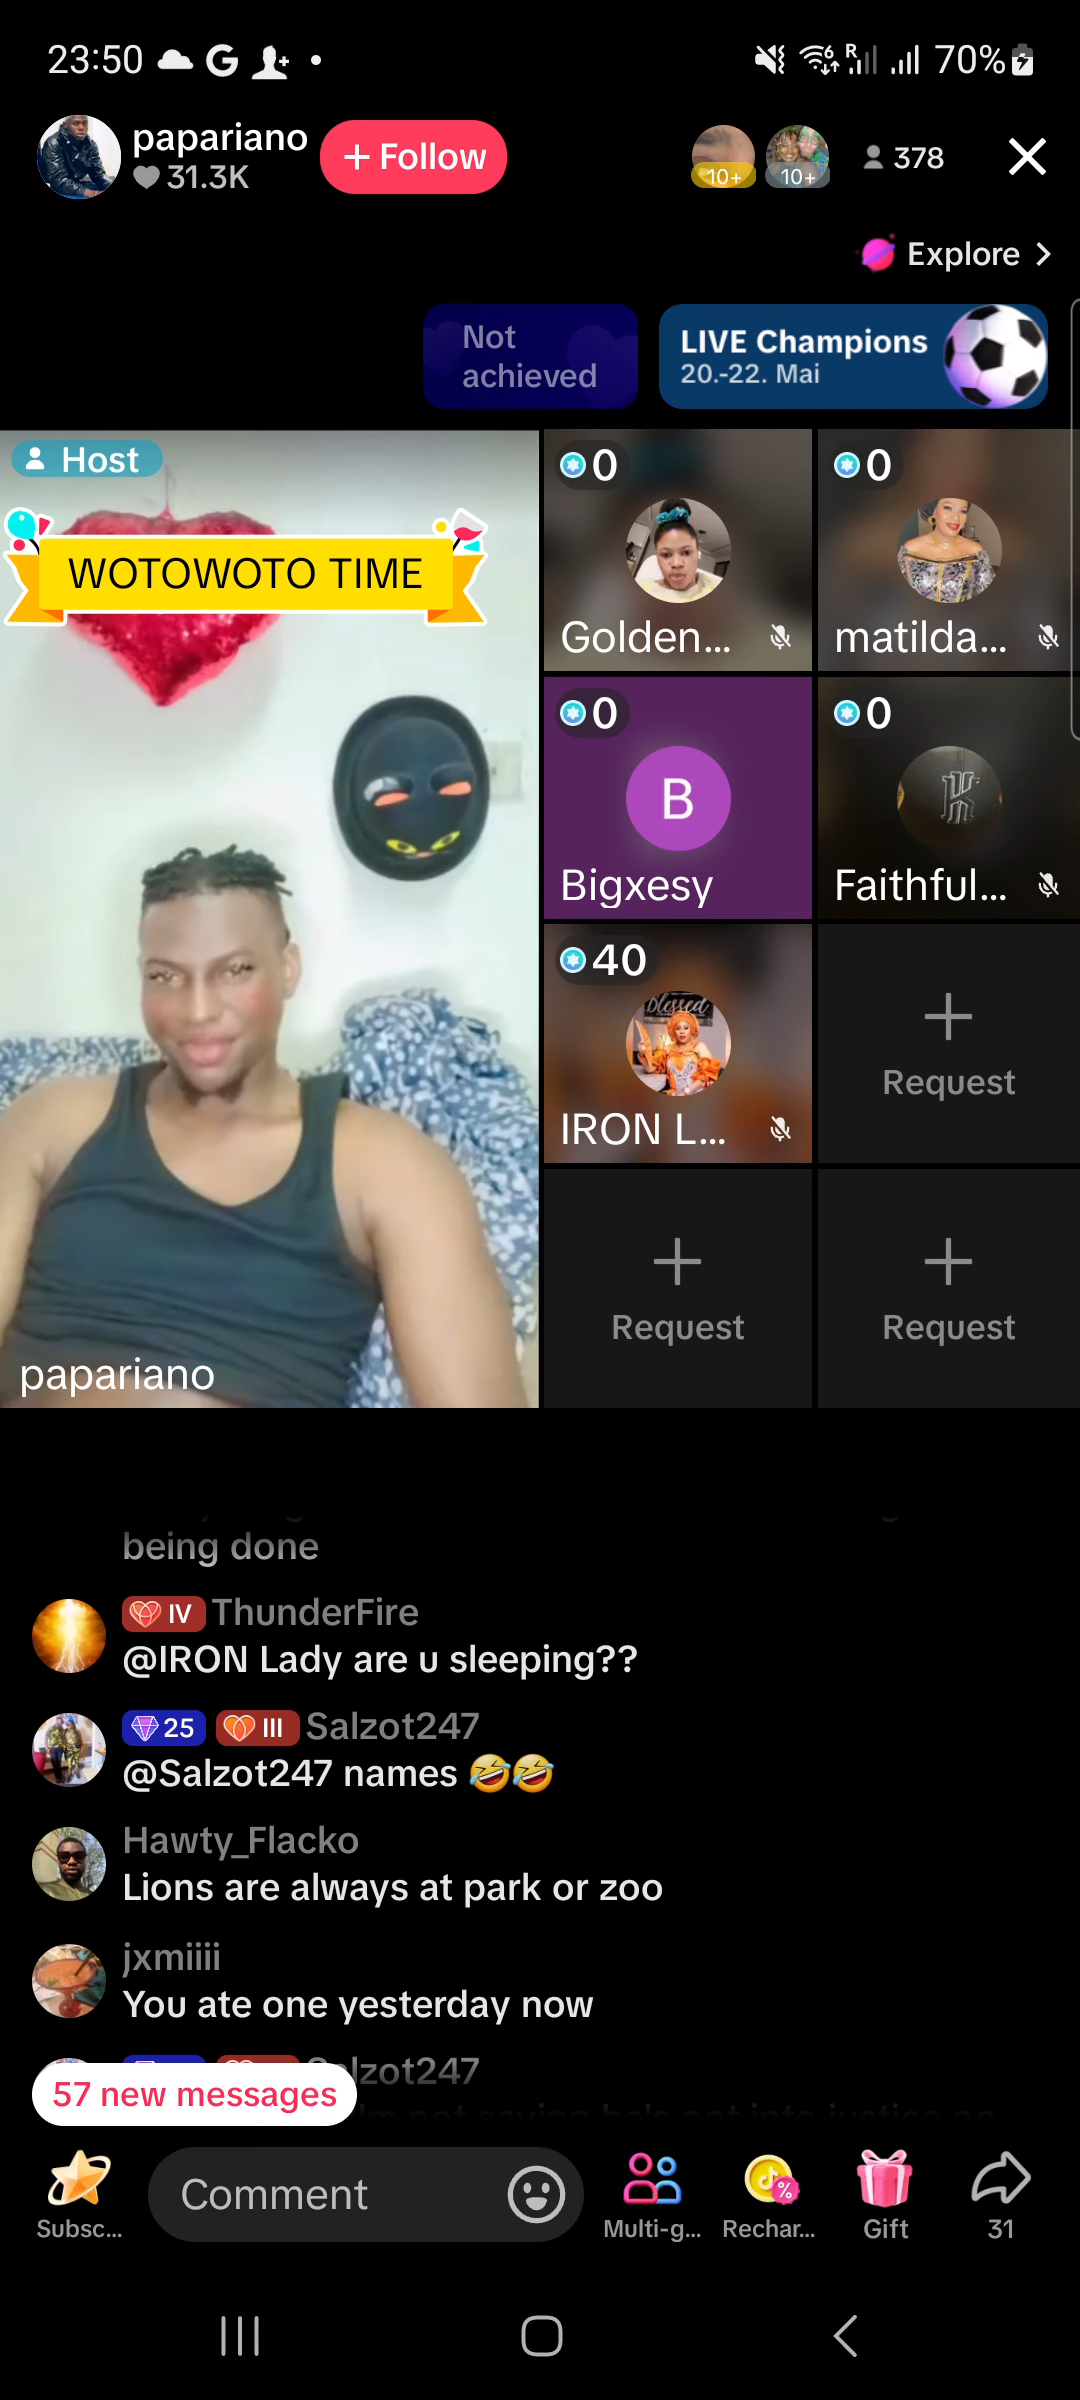 23:50
R
70%
papariano
31.3K
+ Follow
10+
10+
378
Explore
Not
achieved
LIVE Champions
20.-22. Mai
Host
WOTOWOTO TIME
papariano
0
Golden...
0
matilda...
0
B
Bigxesy
0
K
Faithful...
40
Blessed
IRON L...
+
Request
+
Request
+
Request
being done
IV ThunderFire
@IRON Lady are u sleeping??
25 III Salzot247
@Salzot247 names 🤣🤣
Hawty_Flacko
Lions are always at park or zoo
jxmiiii
You ate one yesterday now
lzot247
57 new messages
Subsc...
Comment
Multi-g...
Rechar...
Gift
31